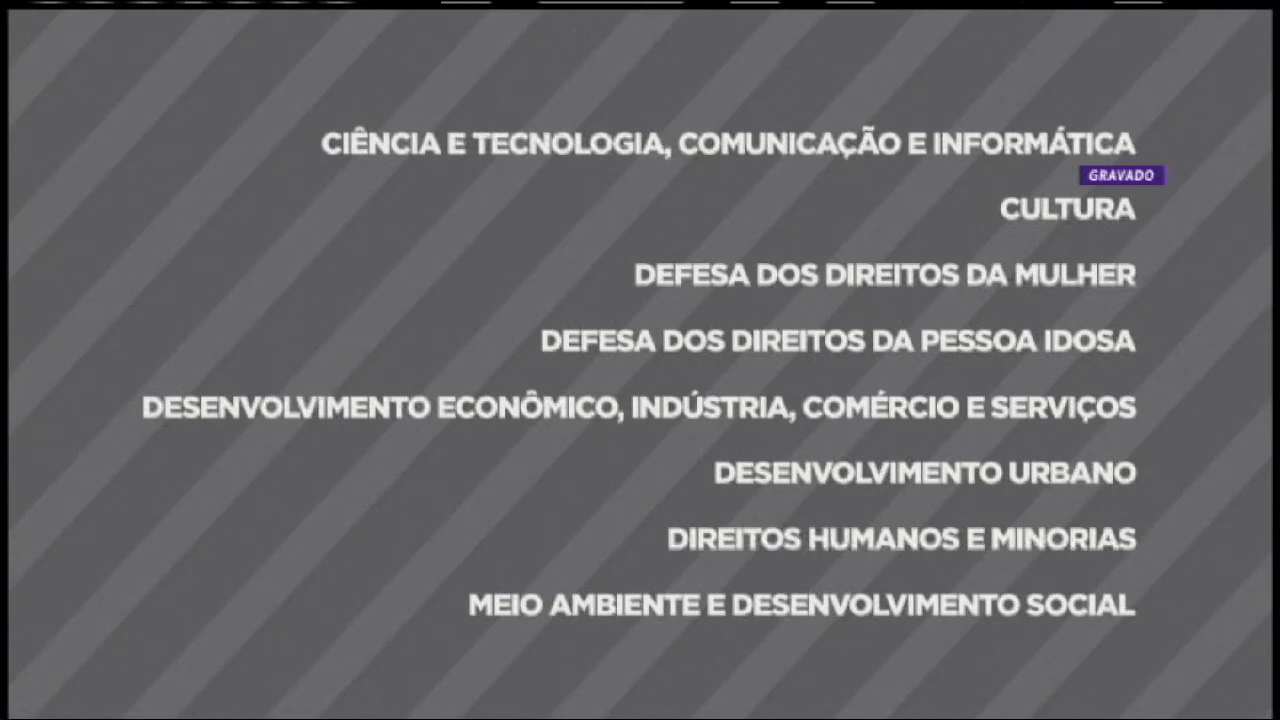 CIÊNCIA E TECNOLOGIA, COMUNICAÇÃO E INFORMÁTICA
GRAVADO
CULTURA
DEFESA DOS DIREITOS DA MULHER
DEFESA DOS DIREITOS DA PESSOA IDOSA
DESENVOLVIMENTO ECONÔMICO, INDÚSTRIA, COMÉRCIO E SERVIÇOS
DESENVOLVIMENTO URBANO
DIREITOS HUMANOS E MINORIAS
MEIO AMBIENTE E DESENVOLVIMENTO SOCIAL